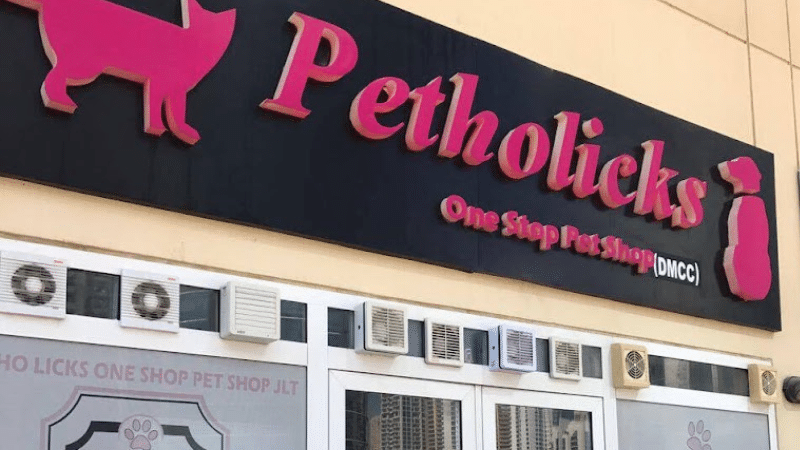 Petholicks
One Stop Pet Shop (DMCC)
HO LICKS ONE SHOP PET SHOP JLT